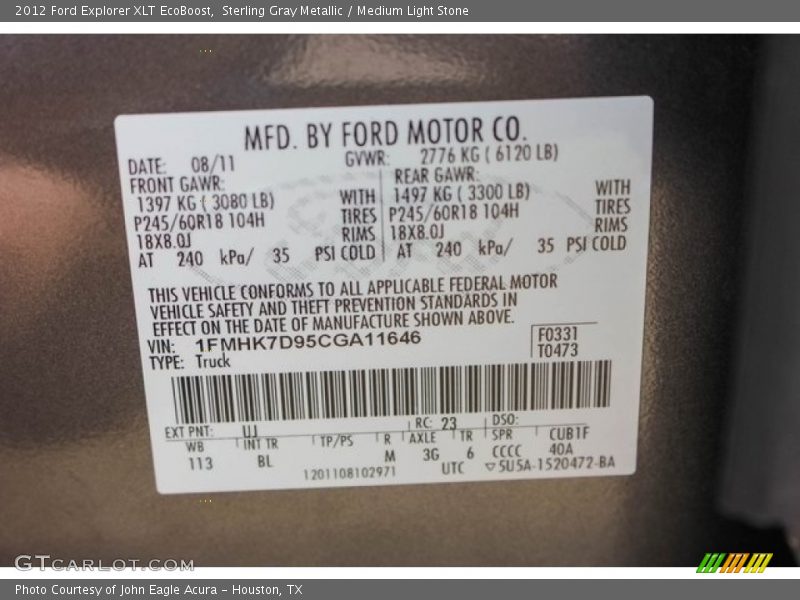 2012 Ford Explorer XLT EcoBoost,  Sterling Gray Metallic / Medium Light Stone
MFD. BY FORD MOTOR CO.
DATE: 08/11 GVWR: 2776 KG ( 6120 LB)
FRONT GAWR: REAR GAWR:
1397 KG ( 3080 LB) WITH 1497 KG ( 3300 LB) WITH
P245/60R18 104H TIRES P245/60R18 104H TIRES
18X8.0J RIMS 18X8.0J RIMS
AT 240 kPa/ 35 PSI COLD AT 240 kPa/ 35 PSI COLD
THIS VEHICLE CONFORMS TO ALL APPLICABLE FEDERAL MOTOR
VEHICLE SAFETY AND THEFT PREVENTION STANDARDS IN
EFFECT ON THE DATE OF MANUFACTURE SHOWN ABOVE.
VIN: 1FMHK7D95CGA11646 F0331
TYPE: Truck T0473
EXT PNT: UJ RC: 23 DSO:
WB INT TR TP/PS R AXLE TR SPR CUB1F
113 BL M 3G 6 CCCC 40A
1201108102971 UTC ▽5U5A-1520472-BA
GTCARLOT.COM
Photo Courtesy of John Eagle Acura – Houston, TX